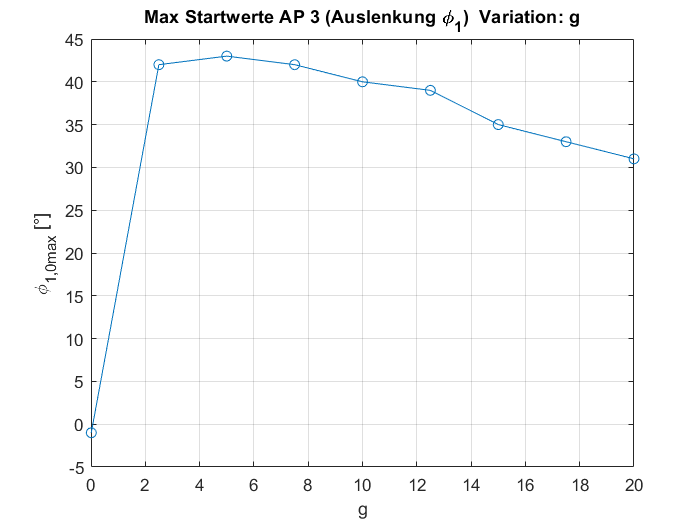 Max Startwerte AP 3 (Auslenkung ϕ1) Variation: g
45
40
35
30
25
20
15
10
5
0
-5
ϕ1,0max [°]
0 2 4 6 8 10 12 14 16 18 20
g